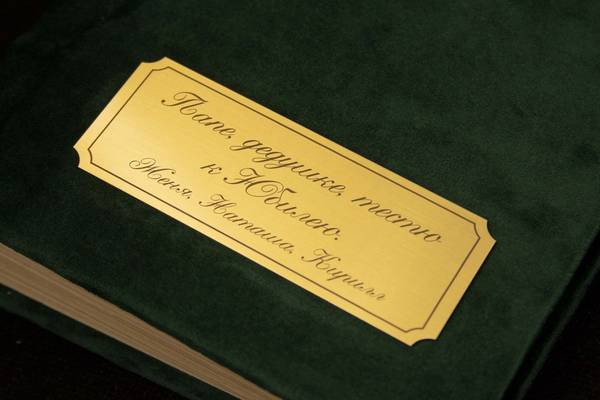 Папе, дедушке, тестю
к Юбилею.
Женя, Наташа, Кирилл